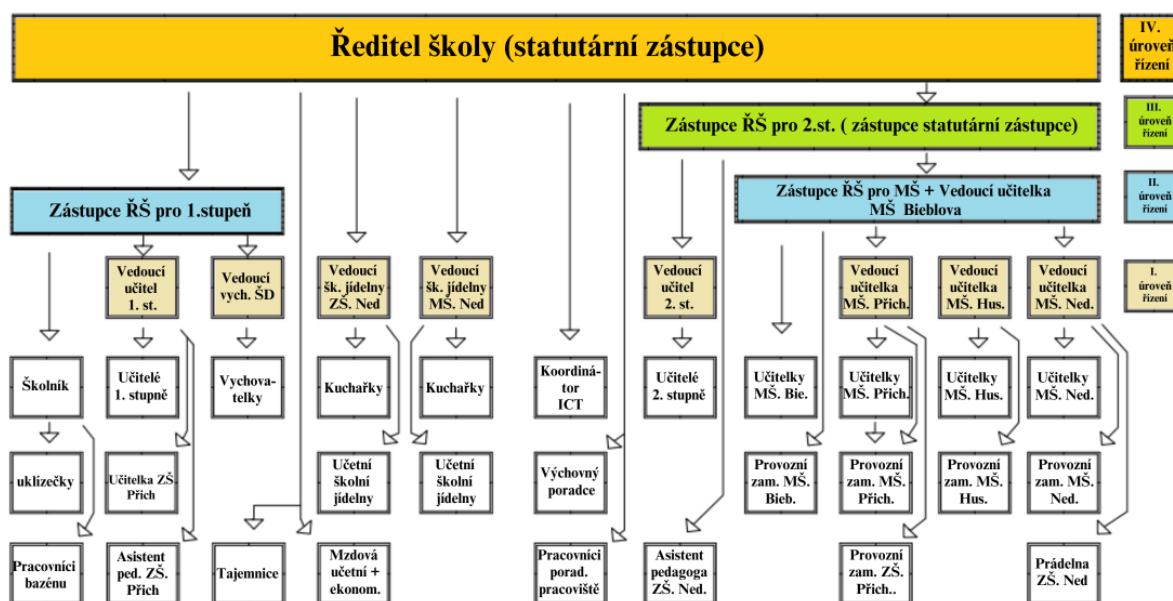 Ředitel školy (statutární zástupce)
IV.
úroveň
řízení
Zástupce ŘŠ pro 2.st. ( zástupce statutární zástupce)
III.
úroveň
řízení
Zástupce ŘŠ pro 1.stupeň
Zástupce ŘŠ pro MŠ + Vedoucí učitelka
MŠ Bieblova
II.
úroveň
řízení
Vedoucí
učitel
1. st.
Vedoucí
vych. ŠD
Vedoucí
šk. jídelny
ZŠ. Ned
Vedoucí
šk. jídelny
MŠ. Ned
Vedoucí
učitel
2. st.
Vedoucí
učitelka
MŠ. Přich.
Vedoucí
učitelka
MŠ. Hus.
Vedoucí
učitelka
MŠ. Ned.
I.
úroveň
řízení
Školník
Učitelé
1. stupně
Vychova-
telky
Kuchařky
Kuchařky
Koordiná-
tor
ICT
Učitelé
2. stupně
Učitelky
MŠ. Bie.
Učitelky
MŠ. Přich.
Učitelky
MŠ. Hus.
Učitelky
MŠ. Ned.
uklízečky
Učitelka ZŠ.
Přich
Učetní
školní
jídelny
Učetní
školní
jídelny
Výchovný
poradce
Provozní
zam. MŠ.
Bieb.
Provozní
zam. MŠ.
Přich.
Provozní
zam. MŠ.
Hus.
Provozní
zam. MŠ.
Ned.
Pracovníci
bazénu
Asistent
ped. ZŠ.
Přich
Tajemnice
Mzdová
učetní +
ekonom.
Pracovníci
porad.
pracoviště
Asistent
pedagoga
ZŠ. Ned.
Provozní
zam. ZŠ.
Přich..
Prádelna
ZŠ. Ned